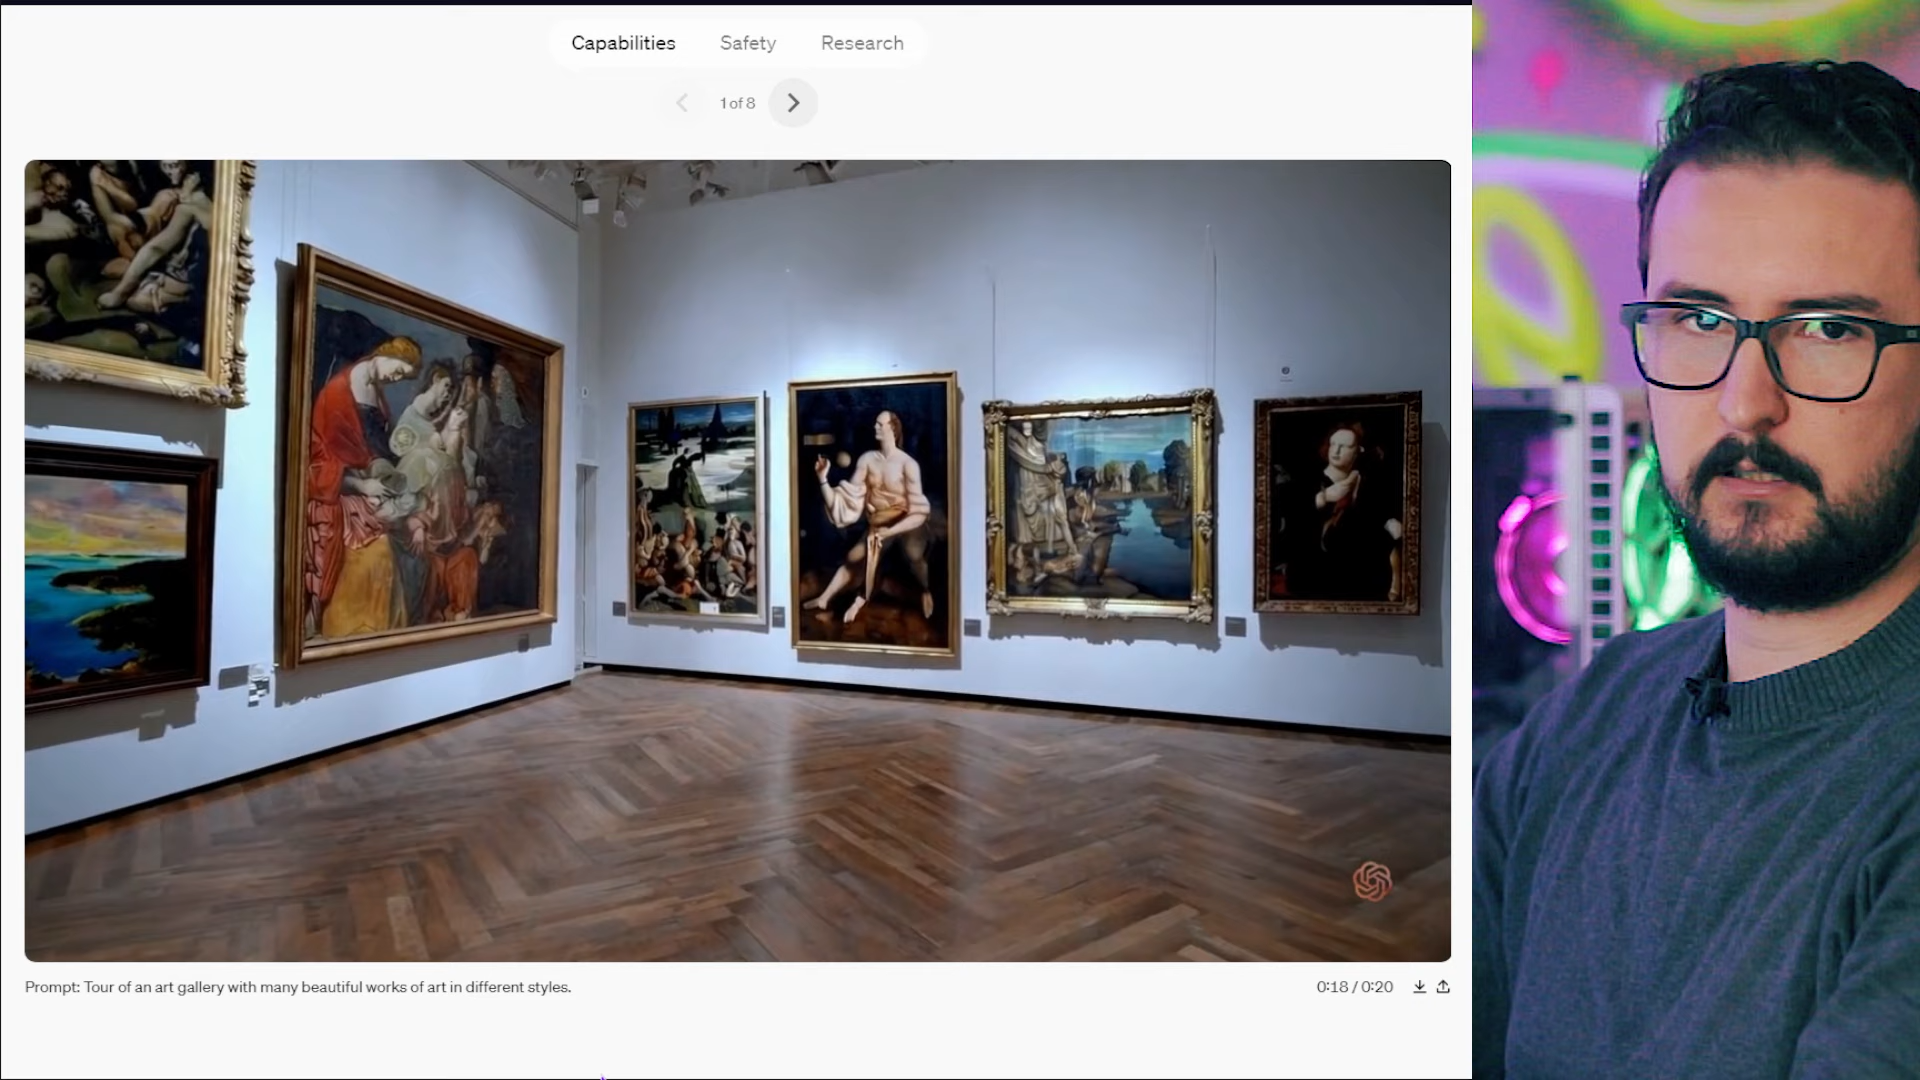 Capabilities Safety Research
1 of 8
Prompt: Tour of an art gallery with many beautiful works of art in different styles.
0:18 / 0:20